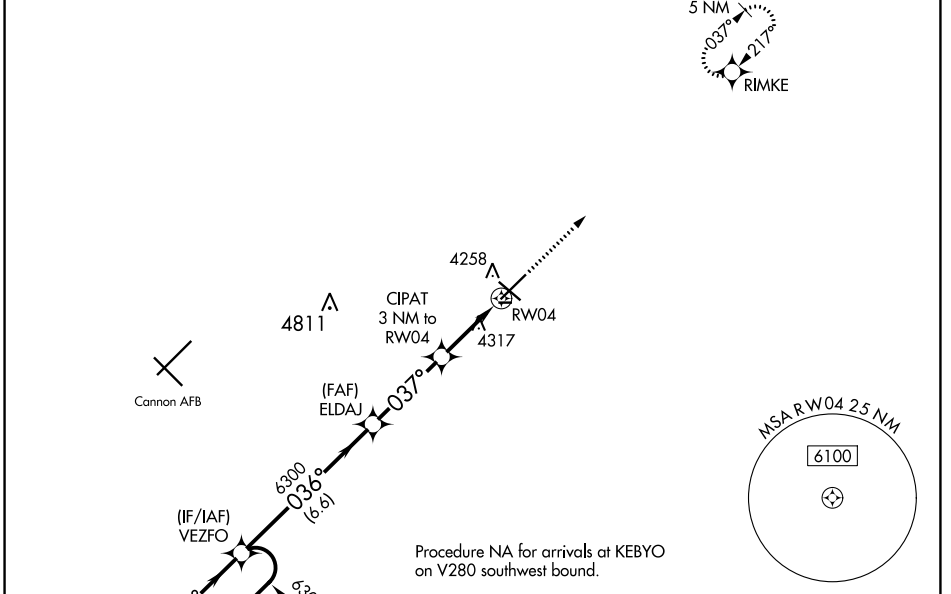 5 NM
037°
217°
RIMKE
4258
4811
CIPAT
3 NM to
RW04
RW04
4317
Cannon AFB
037°
(FAF)
ELDAJ
MSA RW04 25 NM
6100
6300
036°
(6.6)
(IF/IAF)
VEZFO
Procedure NA for arrivals at KEBYO
on V280 southwest bound.